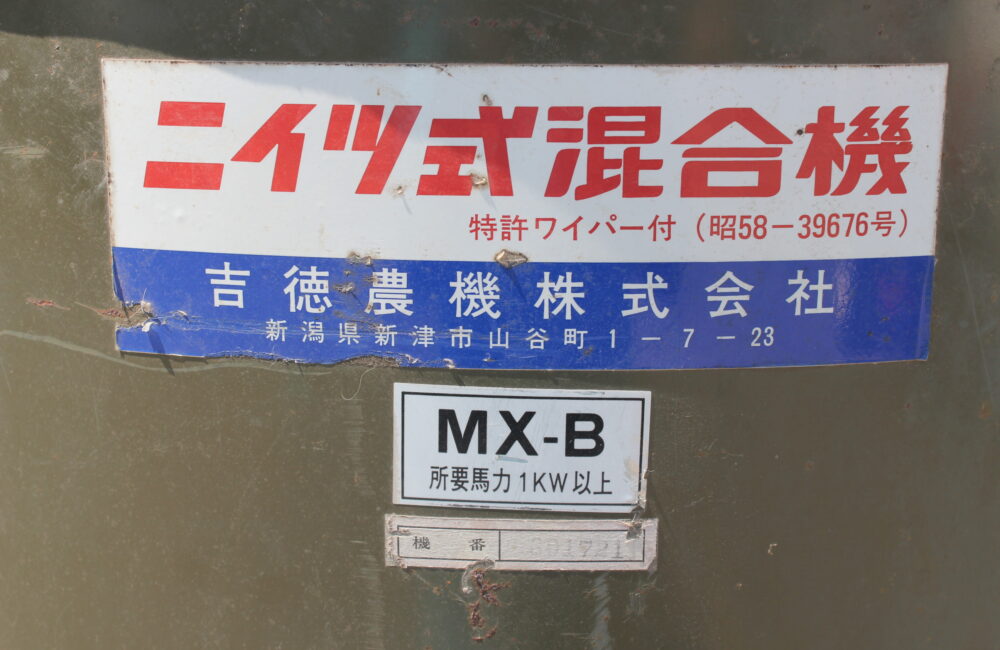 ニイツ式混合機
特許ワイパー付（昭58－39676号）
吉徳農機株式会社
新潟県新津市山谷町1－7－23
MX-B
所要馬力1KW以上
機番